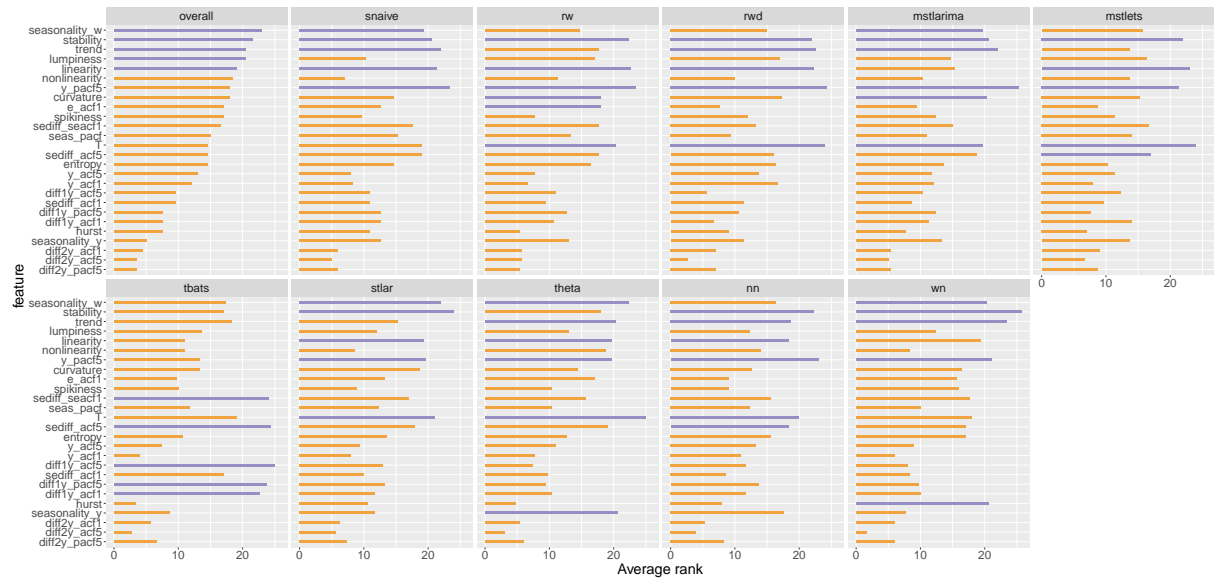 overall snaive rw rwd mstlarima mstlets
seasonality_w
stability
trend
lumpiness
linearity
nonlinearity
y_pacf5
curvature
e_acf1
spikiness
sediff_seacf1
seas_pacf
T
sediff_acf5
entropy
y_acf5
y_acf1
diff1y_acf5
sediff_acf1
diff1y_pacf5
diff1y_acf1
hurst
seasonality_y
diff2y_acf1
diff2y_acf5
diff2y_pacf5
0 10 20
feature
tbats stlar theta nn wn
seasonality_w
stability
trend
lumpiness
linearity
nonlinearity
y_pacf5
curvature
e_acf1
spikiness
sediff_seacf1
seas_pacf
T
sediff_acf5
entropy
y_acf5
y_acf1
diff1y_acf5
sediff_acf1
diff1y_pacf5
diff1y_acf1
hurst
seasonality_y
diff2y_acf1
diff2y_acf5
diff2y_pacf5
0 10 20 0 10 20 0 10 20 0 10 20 0 10 20
Average rank